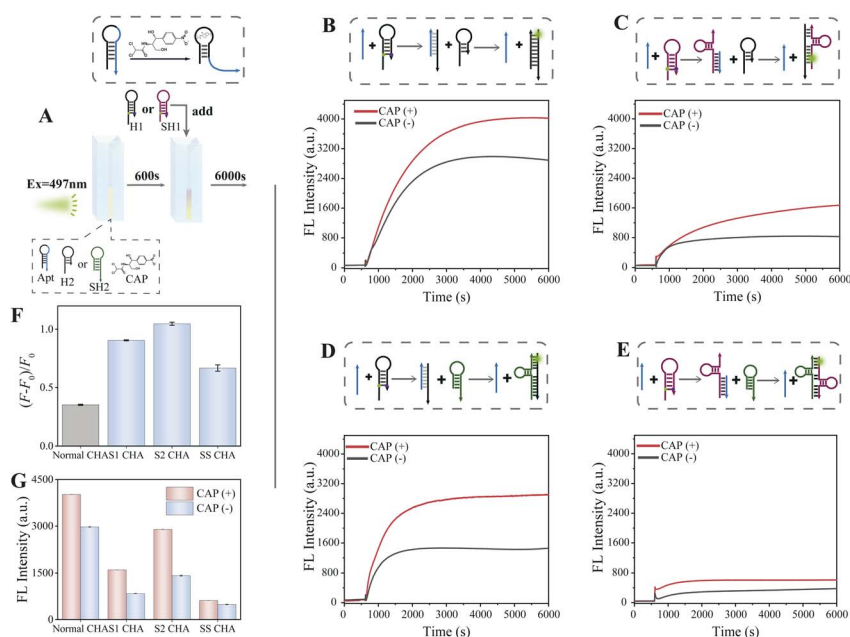 A
H1
or
SH1
add
Ex=497nm
600s
6000s
Apt
H2
or
SH2
CAP
B
CAP (+)
CAP (-)
FL Intensity (a.u.)
4000
3200
2400
1600
800
0
0 1000 2000 3000 4000 5000 6000
Time (s)
C
CAP (+)
CAP (-)
FL Intensity (a.u.)
4000
3200
2400
1600
800
0
0 1000 2000 3000 4000 5000 6000
Time (s)
F
(F-F0)/F0
1.0
0.5
0.0
Normal CHA S1 CHA S2 CHA SS CHA
D
CAP (+)
CAP (-)
FL Intensity (a.u.)
4000
3200
2400
1600
800
0
0 1000 2000 3000 4000 5000 6000
Time (s)
E
CAP (+)
CAP (-)
FL Intensity (a.u.)
4000
3200
2400
1600
800
0
0 1000 2000 3000 4000 5000 6000
Time (s)
G
CAP (+)
CAP (-)
FL Intensity (a.u.)
4500
3000
1500
0
Normal CHA S1 CHA S2 CHA SS CHA